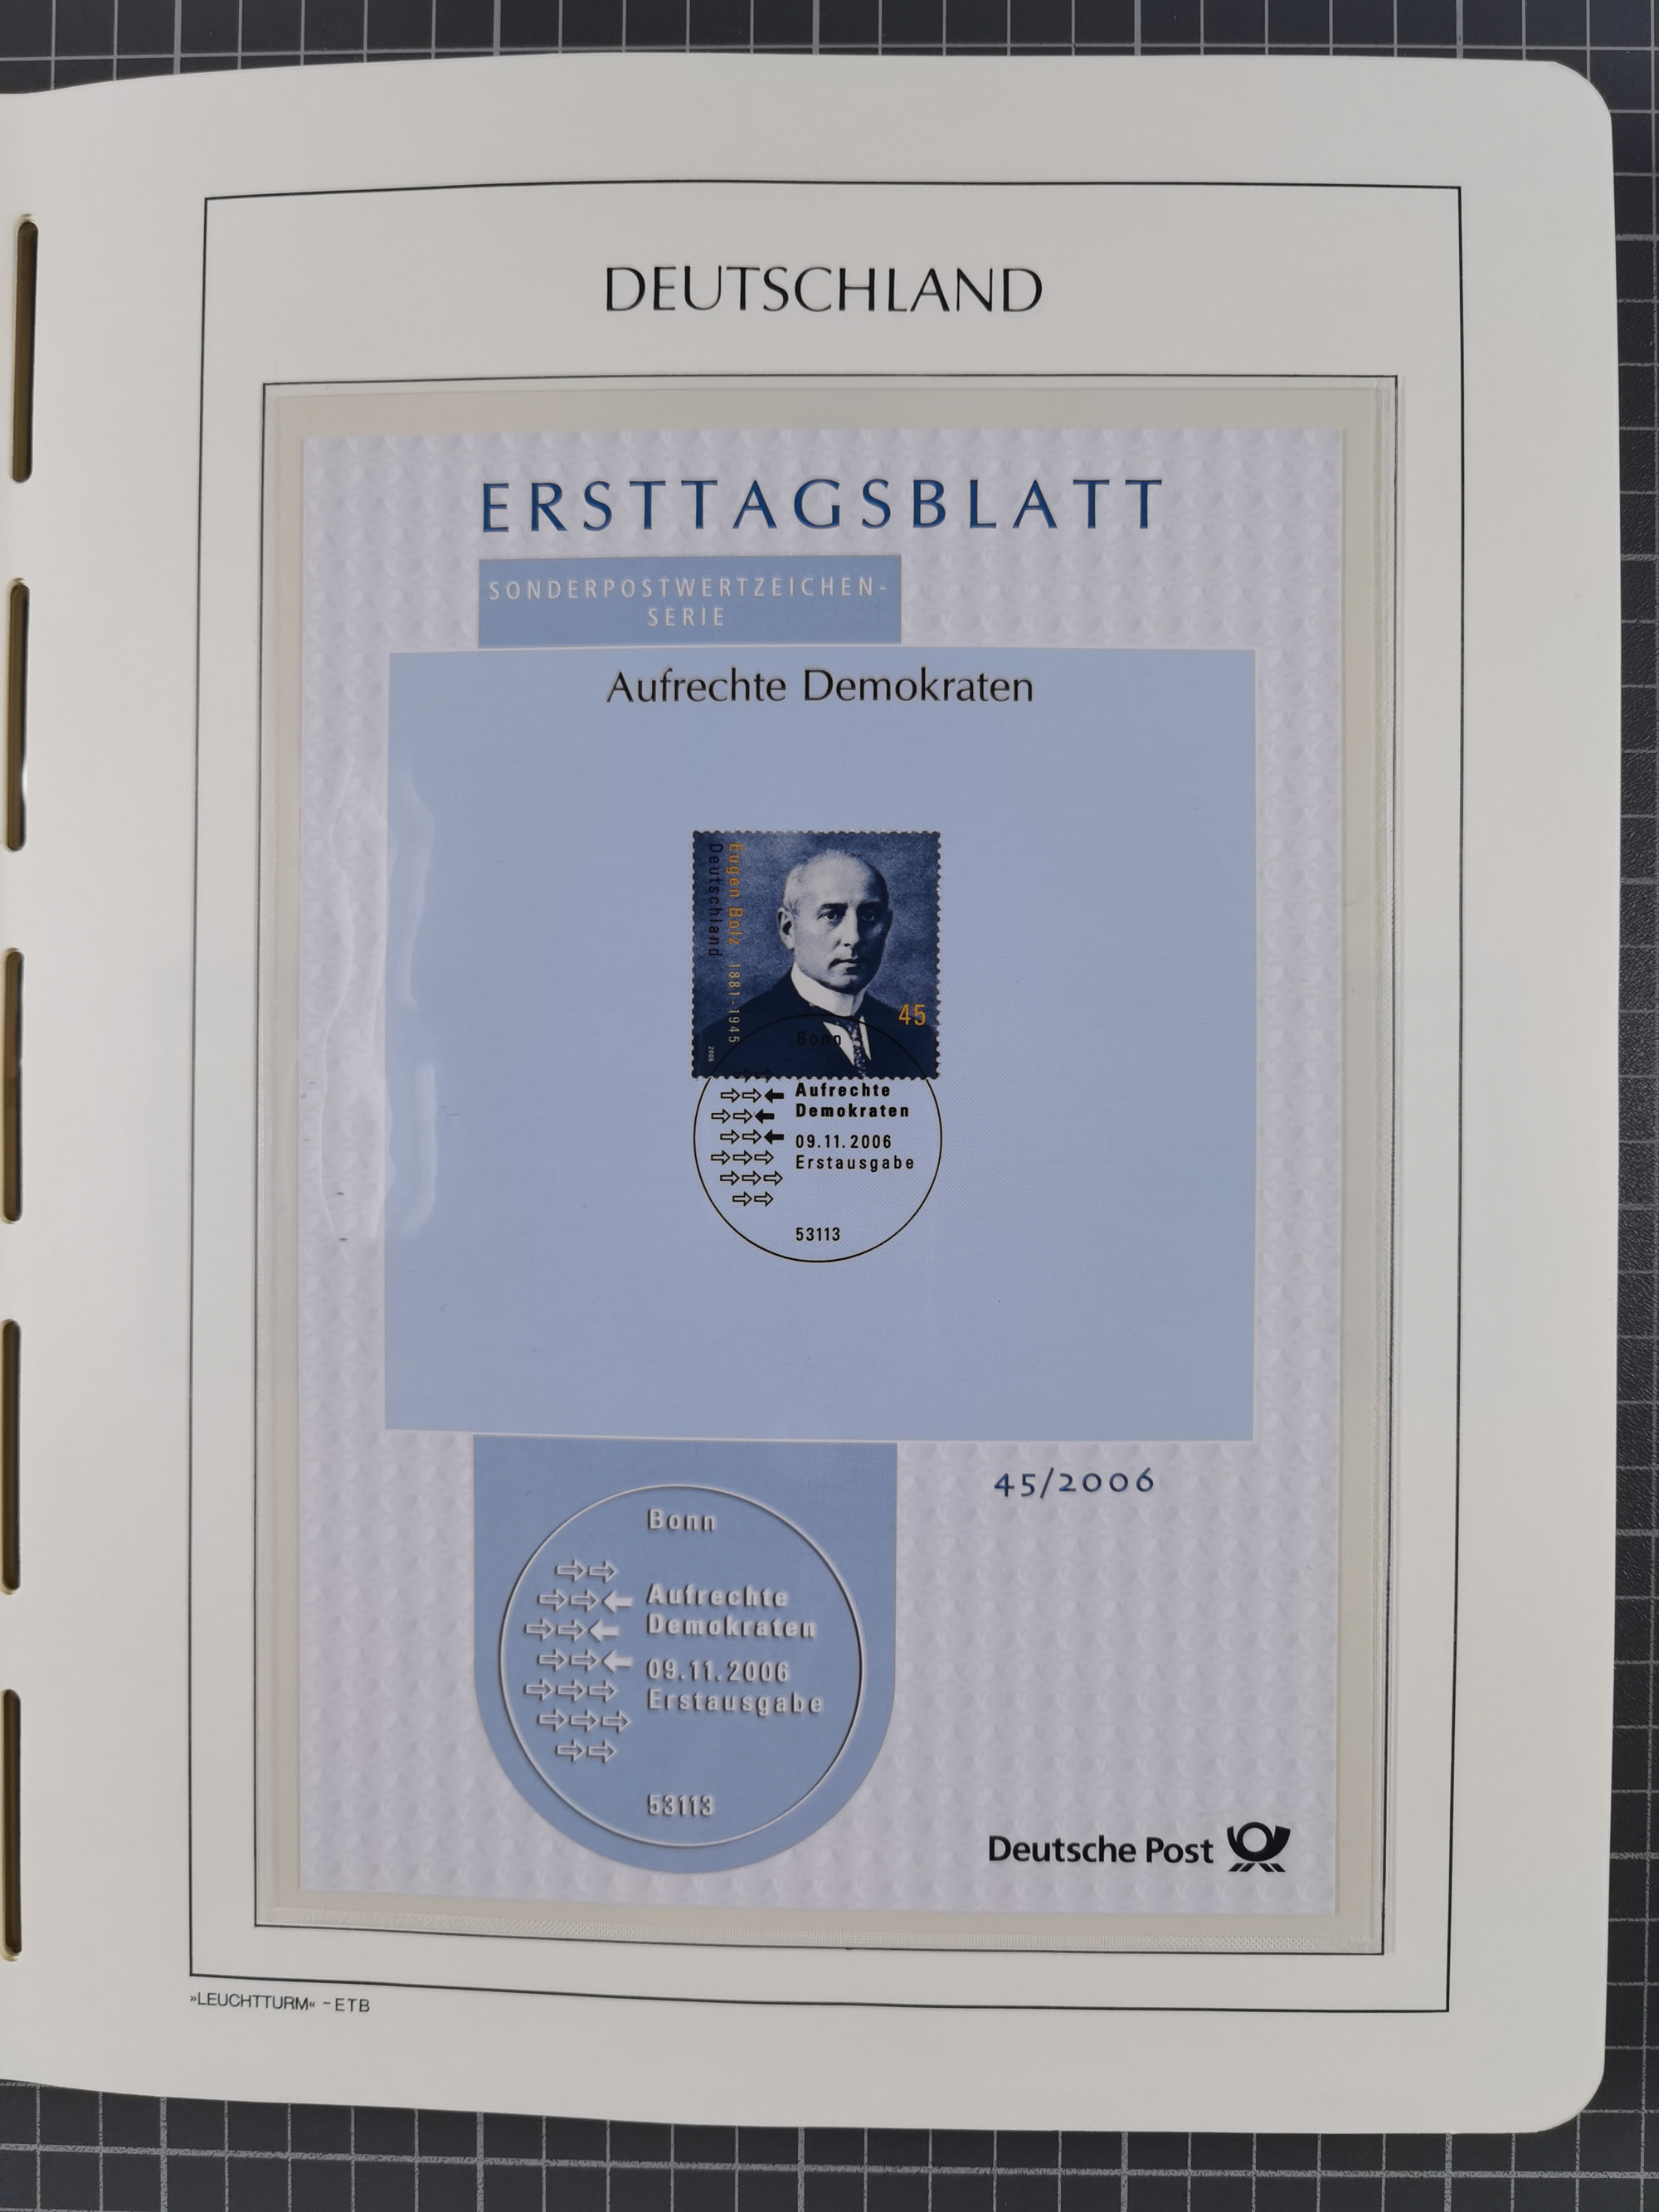 DEUTSCHLAND
ERSTTAGSBLATT
SONDERPOSTWERTZEICHEN-
SERIE
Aufrechte Demokraten
Eugen Bolz 1881-1945
Deutschland
2006
45
Bonn
Aufrechte
Demokraten
09.11.2006
Erstausgabe
53113
45/2006
Bonn
Aufrechte
Demokraten
09.11.2006
Erstausgabe
53113
Deutsche Post
»LEUCHTTURM« - ETB